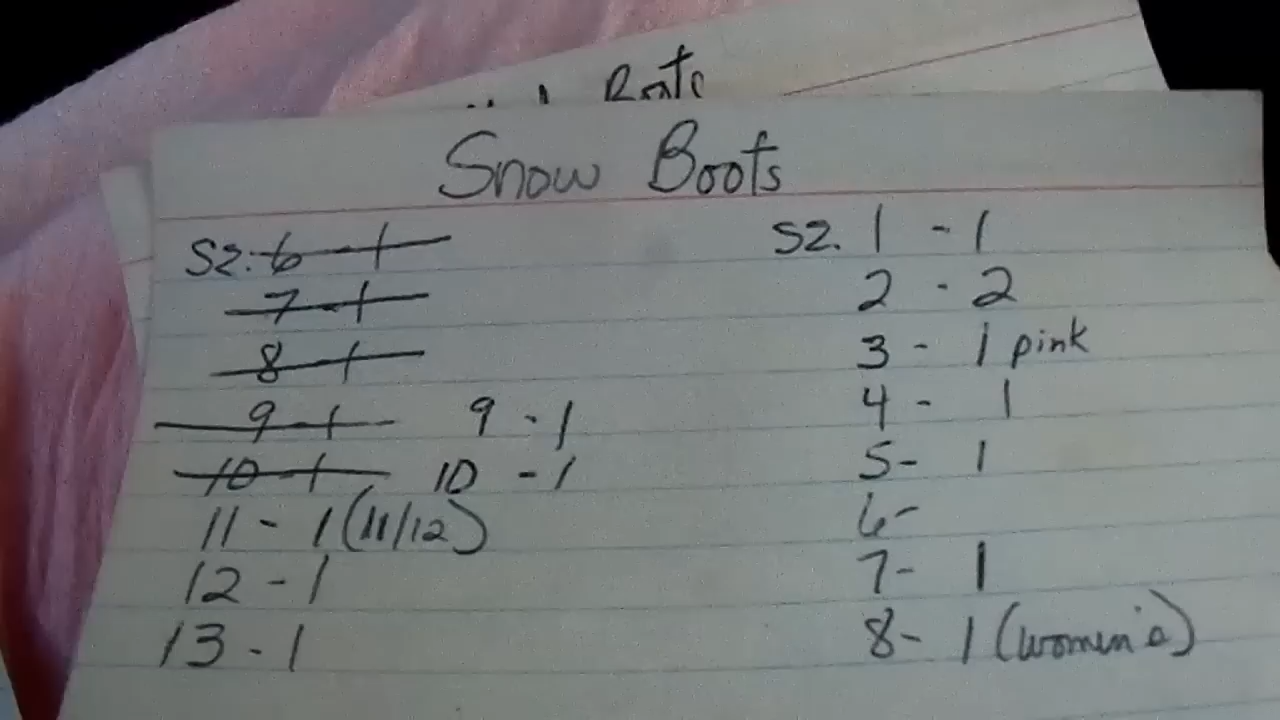 Boots
Snow Boots
Sz. 6 - 1
7 - 1
8 - 1
9 - 1 9 - 1
10 - 1 10 - 1
11 - 1 (11/12)
12 - 1
13 - 1
Sz. 1 - 1
2 - 2
3 - 1 pink
4 - 1
5 - 1
6 -
7 - 1
8 - 1 (women's)